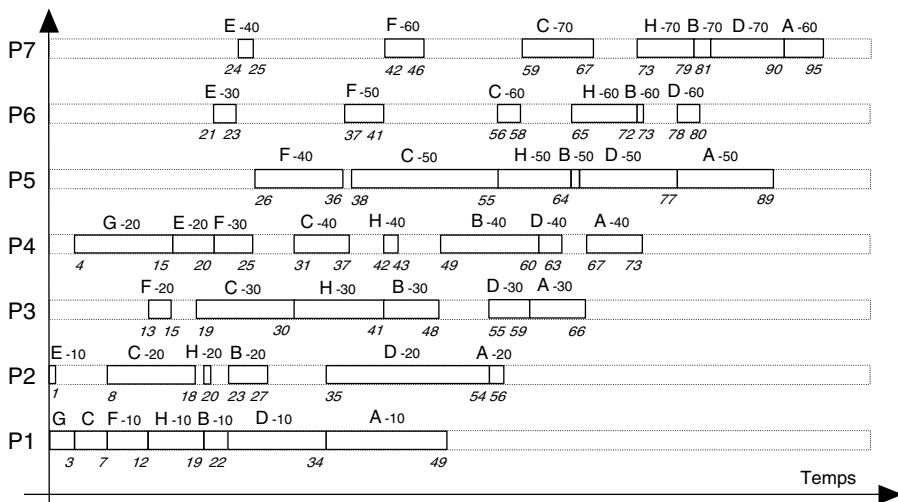 E -40 F -60 C -70 H -70 B -70 D -70 A -60
P7
24 25 42 46 59 67 73 79 81 90 95
E -30 F -50 C -60 H -60 B -60 D -60
P6
21 23 37 41 56 58 65 72 73 78 80
F -40 C -50 H -50 B -50 D -50 A -50
P5
26 36 38 55 64 77 89
G -20 E -20 F -30 C -40 H -40 B -40 D -40 A -40
P4
4 15 20 25 31 37 42 43 49 60 63 67 73
F -20 C -30 H -30 B -30 D -30 A -30
P3
13 15 19 30 41 48 55 59 66
E -10 C -20 H -20 B -20 D -20 A -20
P2
1 8 18 20 23 27 35 54 56
G C F -10 H -10 B -10 D -10 A -10
P1
3 7 12 19 22 34 49
Temps